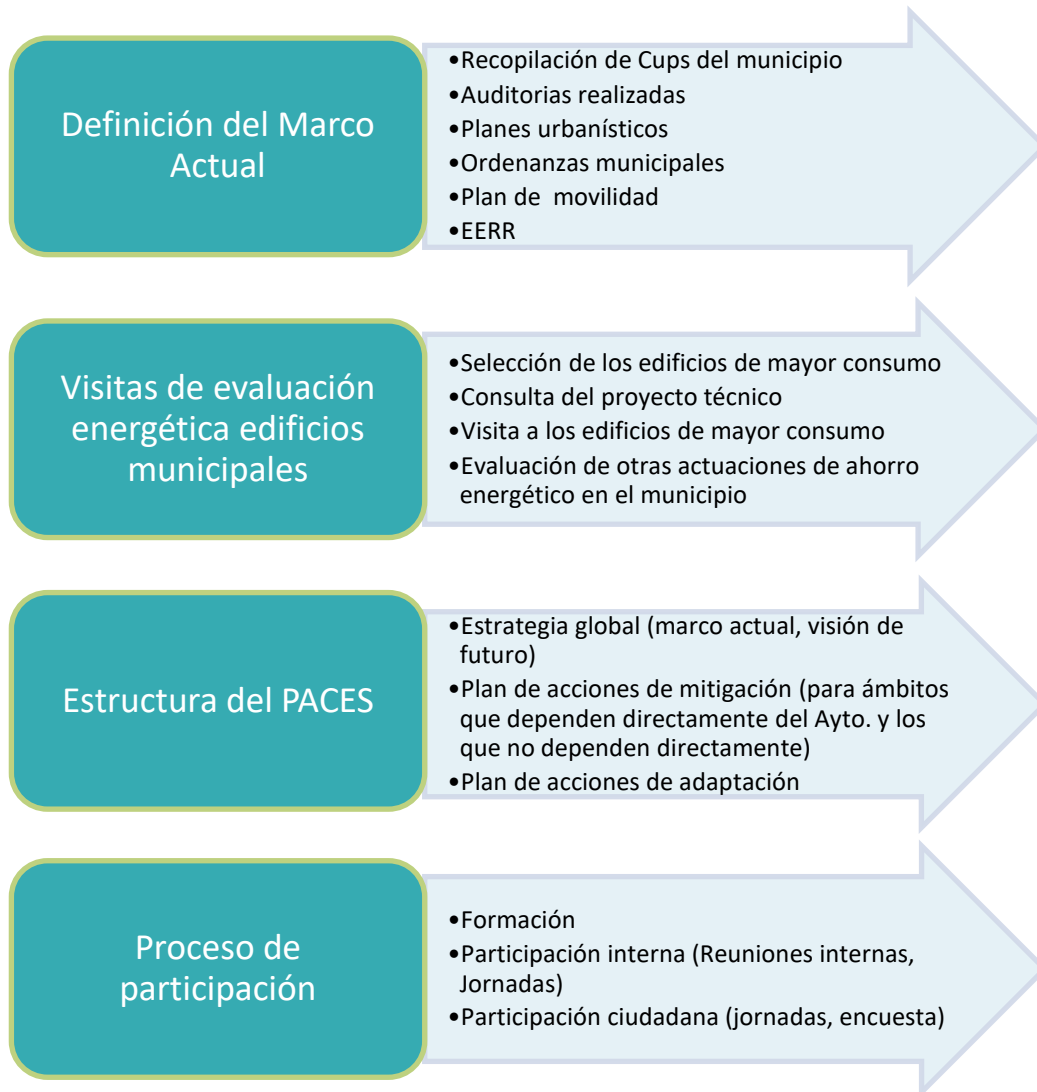 Definición del Marco
Actual
•Recopilación de Cups del municipio
•Auditorias realizadas
•Planes urbanísticos
•Ordenanzas municipales
•Plan de  movilidad
•EERR
Visitas de evaluación
energética edificios
municipales
•Selección de los edificios de mayor consumo
•Consulta del proyecto técnico
•Visita a los edificios de mayor consumo
•Evaluación de otras actuaciones de ahorro
energético en el municipio
Estructura del PACES
•Estrategia global (marco actual, visión de
futuro)
•Plan de acciones de mitigación (para ámbitos
que dependen directamente del Ayto. y los
que no dependen directamente)
•Plan de acciones de adaptación
Proceso de
participación
•Formación
•Participación interna (Reuniones internas,
Jornadas)
•Participación ciudadana (jornadas, encuesta)